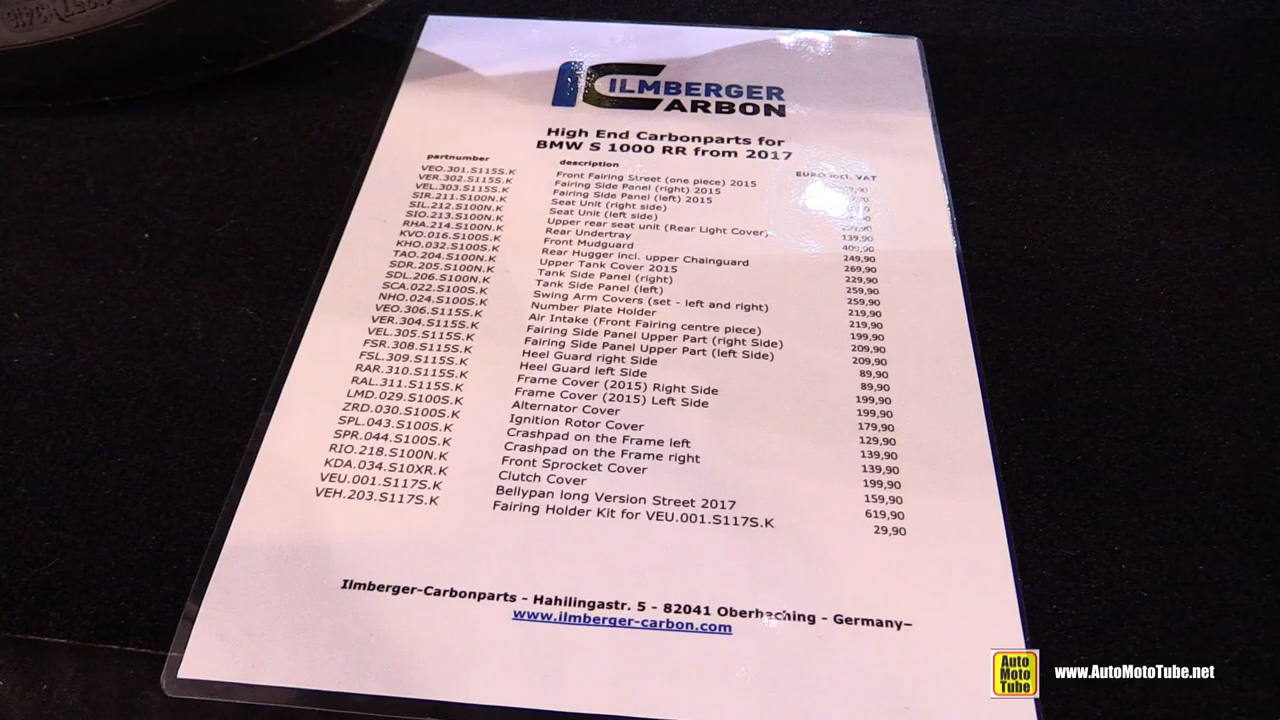 ILMBERGER
CARBON
High End Carbonparts for
BMW S 1000 RR from 2017
partnumber description EURO incl. VAT
VEO.301.S115S.K Front Fairing Street (one piece) 2015
VER.302.S115S.K Fairing Side Panel (right) 2015
VEL.303.S115S.K Fairing Side Panel (left) 2015
SIR.211.S100N.K Seat Unit (right side)
SIL.212.S100N.K Seat Unit (left side)
SIO.213.S100N.K Upper rear seat unit (Rear Light Cover) 139,90
RHA.214.S100N.K Rear Undertray 409,90
KVO.016.S100S.K Front Mudguard 249,90
KHO.032.S100S.K Rear Hugger incl. upper Chainguard 269,90
TAO.204.S100N.K Upper Tank Cover 2015 229,90
SDR.205.S100N.K Tank Side Panel (right) 259,90
SDL.206.S100N.K Tank Side Panel (left) 259,90
SCA.022.S100S.K Swing Arm Covers (set - left and right) 219,90
NHO.024.S100S.K Number Plate Holder 219,90
VEO.306.S115S.K Air Intake (Front Fairing centre piece) 199,90
VER.304.S115S.K Fairing Side Panel Upper Part (right Side) 209,90
VEL.305.S115S.K Fairing Side Panel Upper Part (left Side) 209,90
FSR.308.S115S.K Heel Guard right Side 89,90
FSL.309.S115S.K Heel Guard left Side 89,90
RAR.310.S115S.K Frame Cover (2015) Right Side 199,90
RAL.311.S115S.K Frame Cover (2015) Left Side 199,90
LMD.029.S100S.K Alternator Cover 179,90
ZRD.030.S100S.K Ignition Rotor Cover 129,90
SPL.043.S100S.K Crashpad on the Frame left 139,90
SPR.044.S100S.K Crashpad on the Frame right 139,90
RIO.218.S100N.K Front Sprocket Cover 199,90
KDA.034.S10XR.K Clutch Cover 159,90
VEU.001.S117S.K Bellypan long Version Street 2017 619,90
VEH.203.S117S.K Fairing Holder Kit for VEU.001.S117S.K 29,90
Ilmberger-Carbonparts - Hahilingastr. 5 - 82041 Oberhaching - Germany–
www.ilmberger-carbon.com
Auto
Moto
Tube
www.AutoMotoTube.net